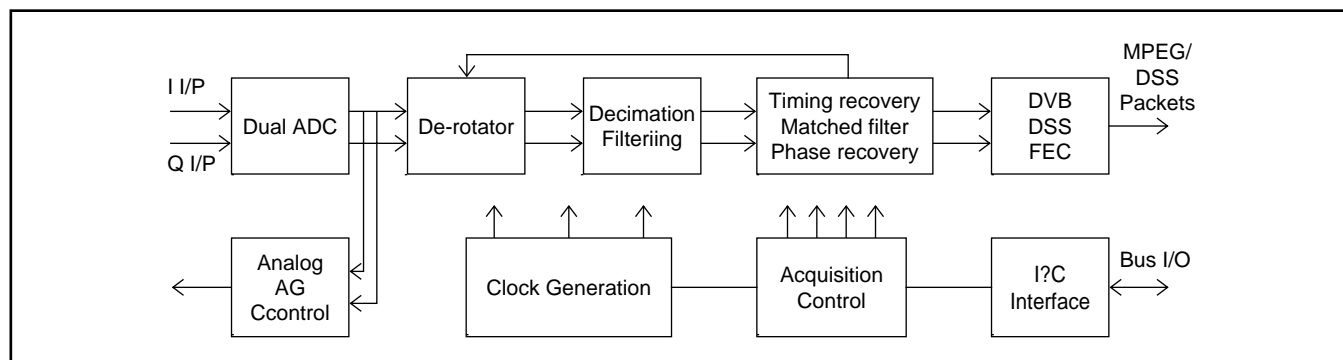 MPEG/
DSS
Packets
I I/P
Q I/P
Dual ADC
De-rotator
Decimation
Filteriing
Timing recovery
Matched filter
Phase recovery
DVB
DSS
FEC
Analog
AG
Ccontrol
Clock Generation
Acquisition
Control
I?C
Interface
Bus I/O